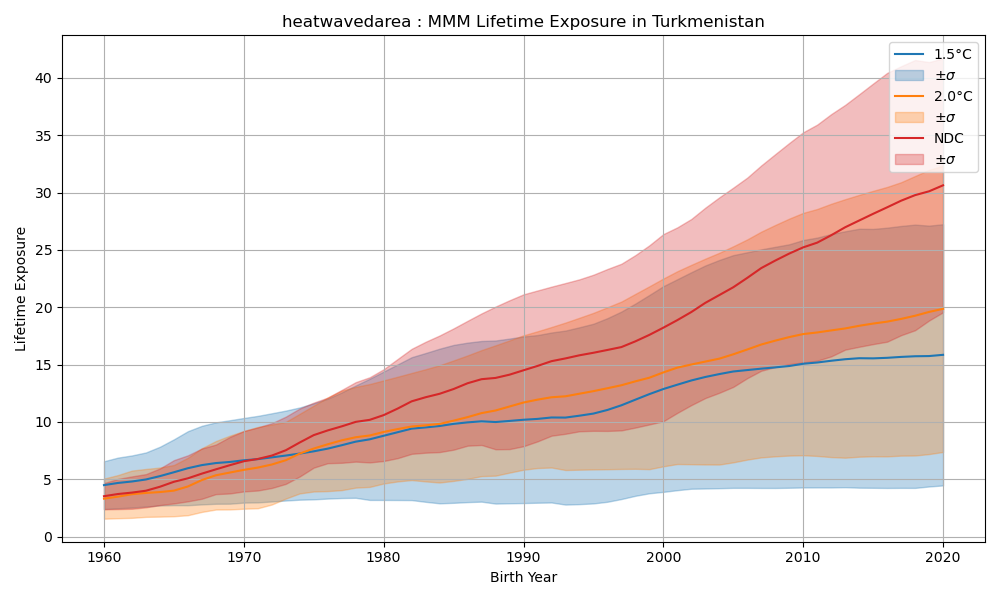 heatwavedarea : MMM Lifetime Exposure in Turkmenistan
1.5°C
±σ
2.0°C
±σ
NDC
±σ
Lifetime Exposure
40
35
30
25
20
15
10
5
0
1960 1970 1980 1990 2000 2010 2020
Birth Year